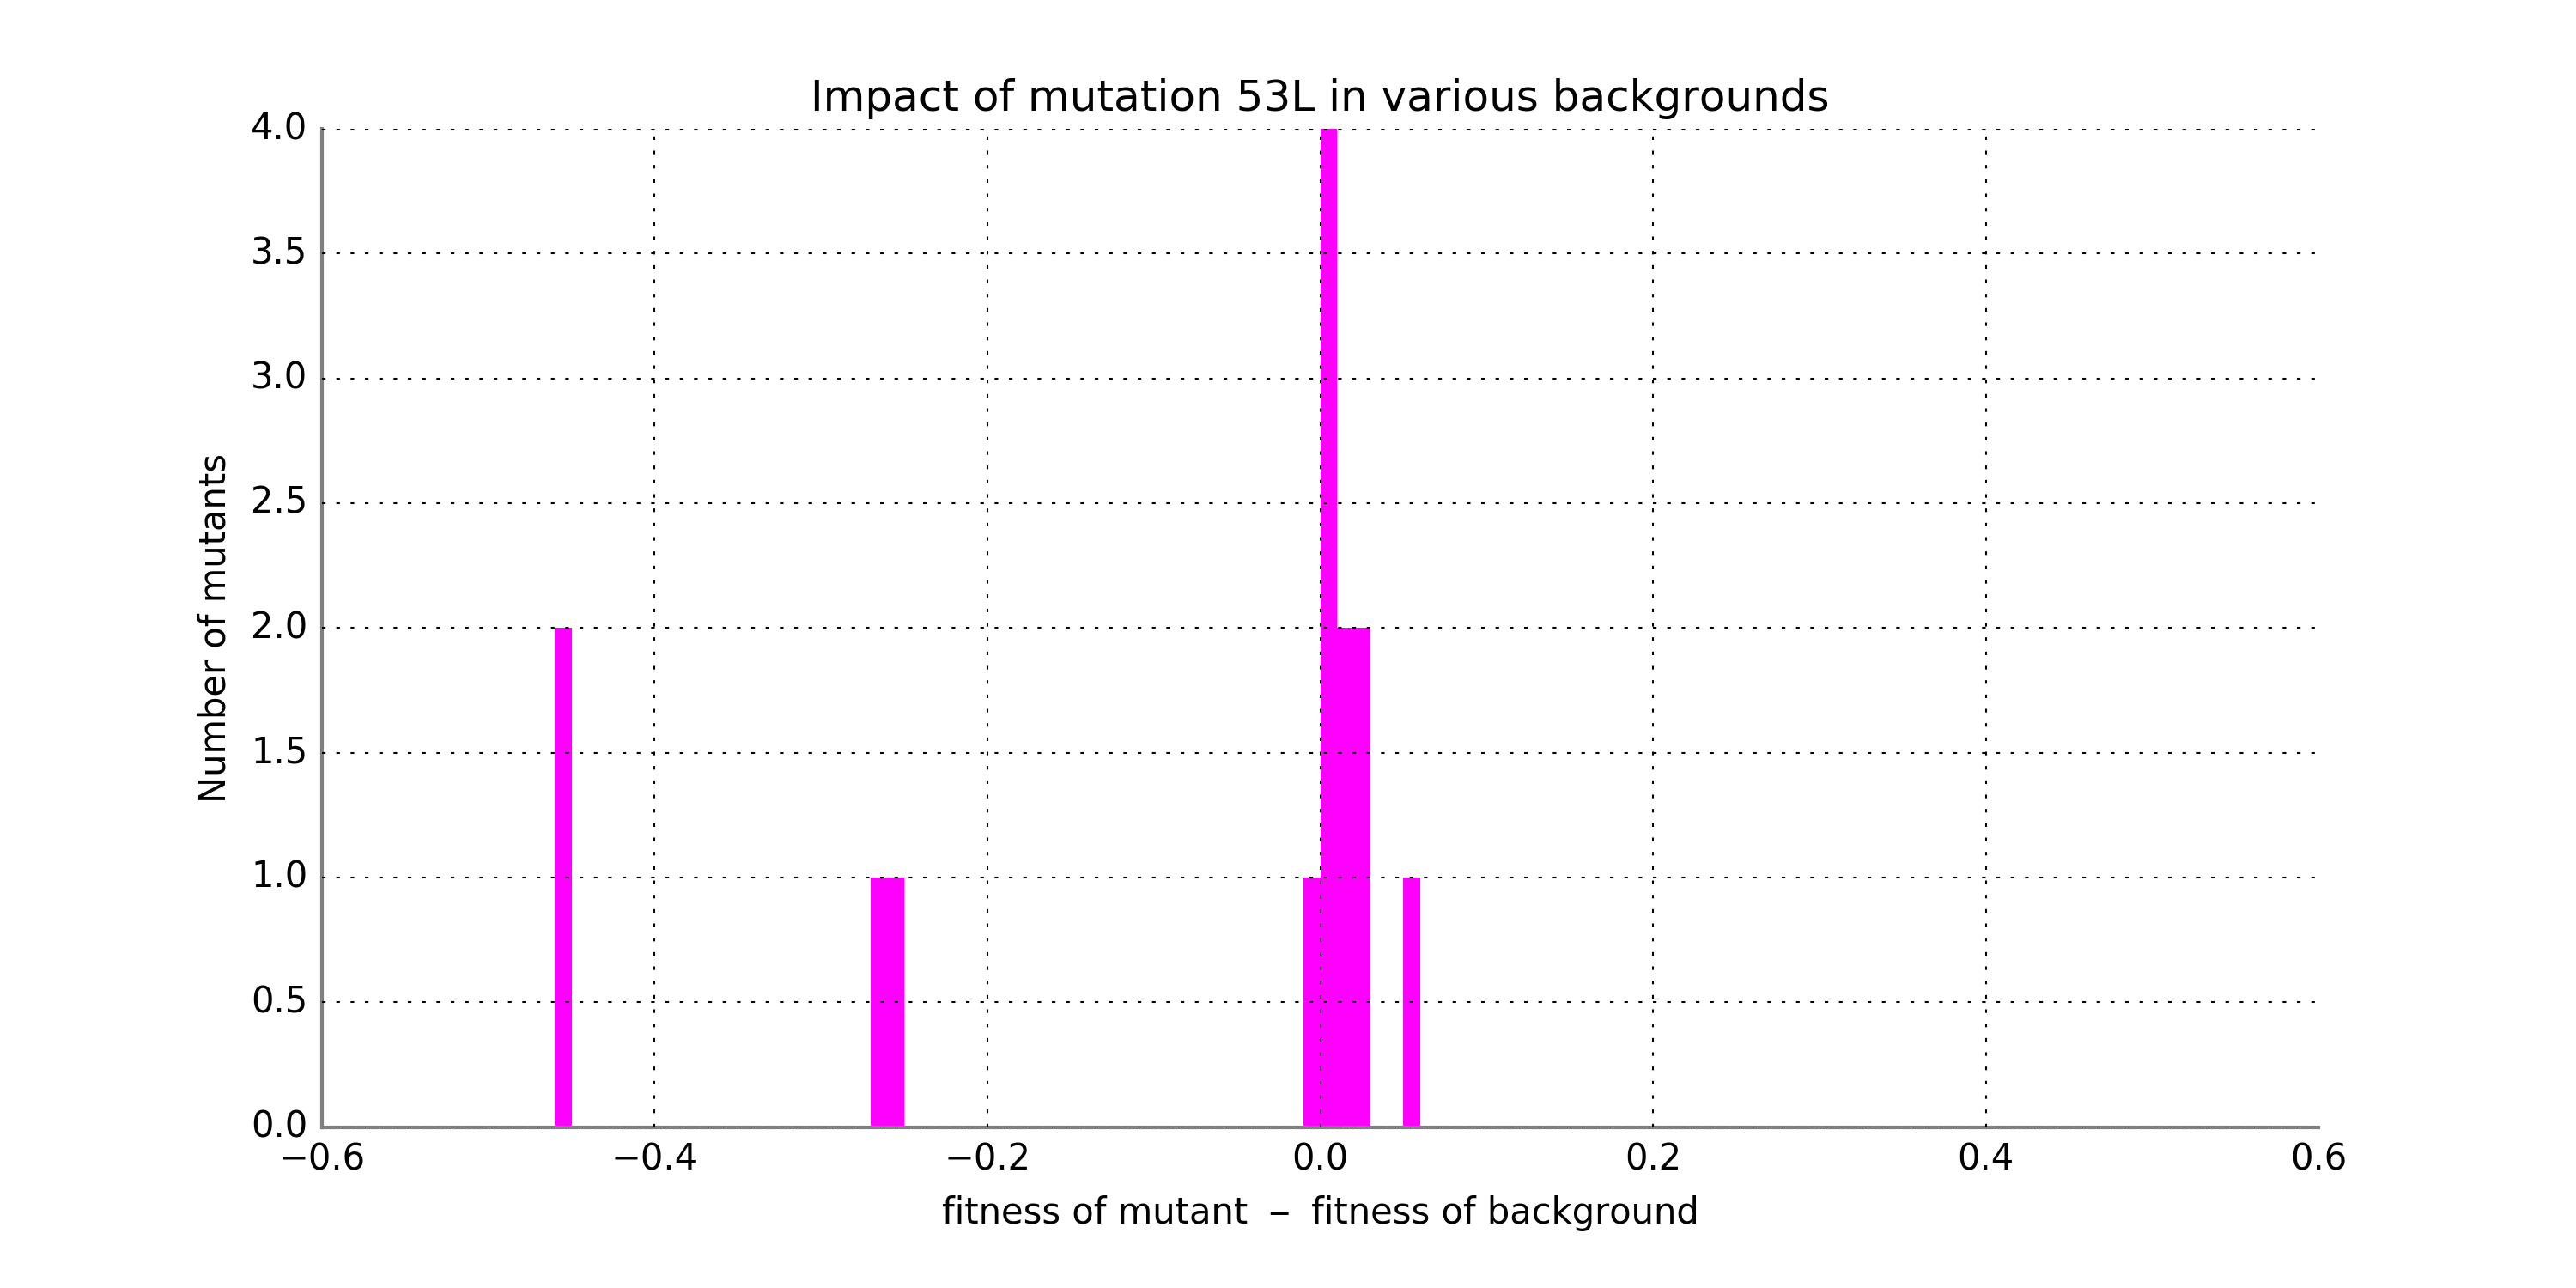 Impact of mutation 53L in various backgrounds
4.0
3.5
3.0
2.5
2.0
1.5
1.0
0.5
0.0
Number of mutants
−0.6 −0.4 −0.2 0.0 0.2 0.4 0.6
fitness of mutant − fitness of background